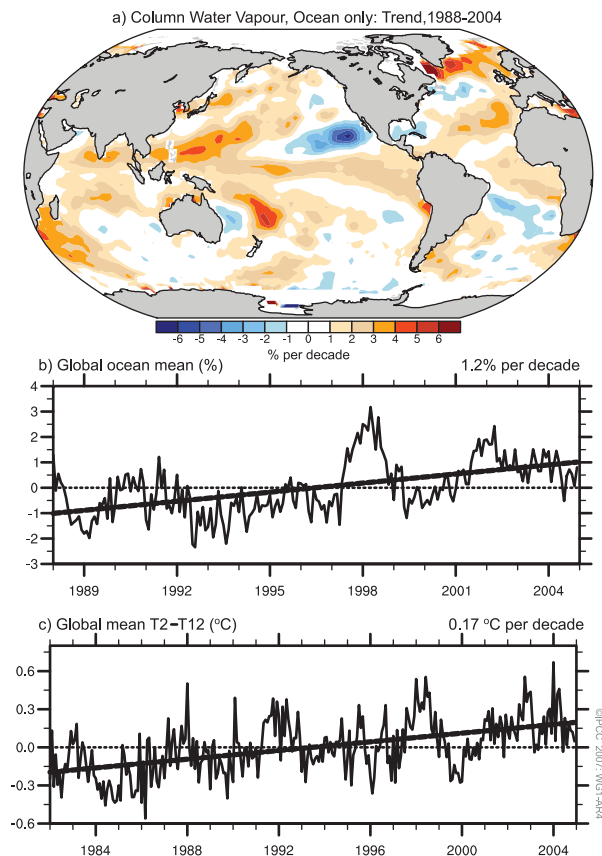 a) Column Water Vapour, Ocean only: Trend,1988-2004
-6 -5 -4 -3 -2 -1 0 1 2 3 4 5 6
% per decade
b) Global ocean mean (%) 1.2% per decade
4
3
2
1
0
-1
-2
-3
1989 1992 1995 1998 2001 2004
c) Global mean T2−T12 (°C) 0.17 °C per decade
0.6
0.3
0.0
-0.3
-0.6
1984 1988 1992 1996 2000 2004
©IPCC 2007: WG1-AR4